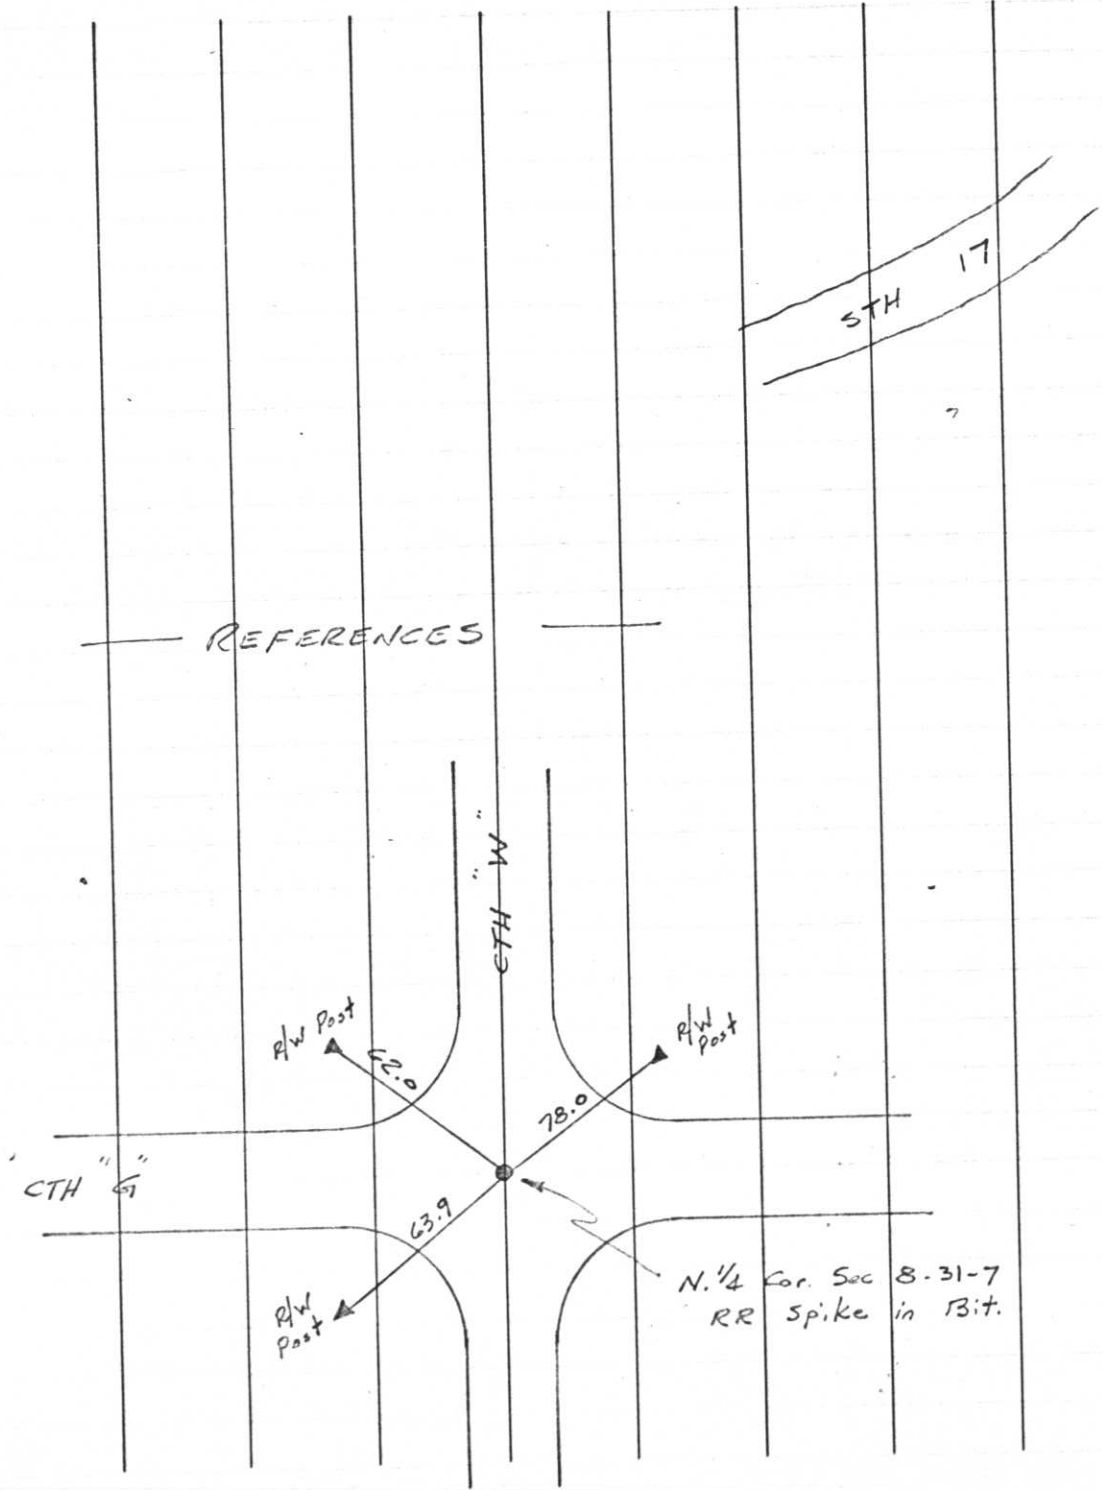 STH 17
REFERENCES
CTH "W"
R/W Post
62.0
R/W
Post
78.0
CTH "G"
63.9
R/W
Post
N. 1/4 Cor. Sec 8-31-7
RR Spike in Bit.